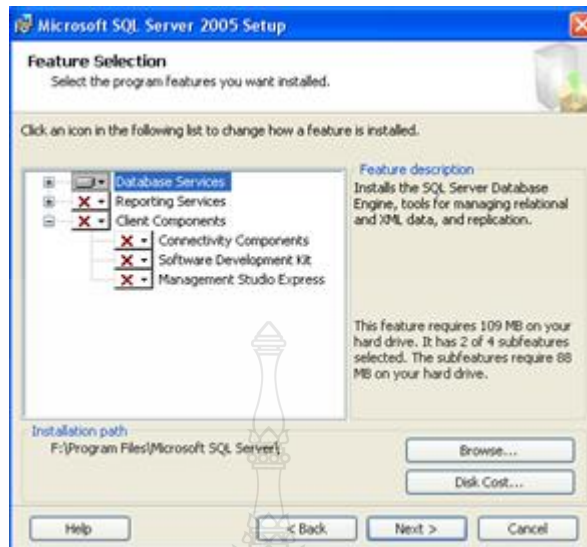 Microsoft SQL Server 2005 Setup
Feature Selection
Select the program features you want installed.
Click an icon in the following list to change how a feature is installed.
Database Services
Reporting Services
Client Components
Connectivity Components
Software Development Kit
Management Studio Express
Feature description
Installs the SQL Server Database
Engine, tools for managing relational
and XML data, and replication.
This feature requires 109 MB on your
hard drive. It has 2 of 4 subfeatures
selected. The subfeatures require 88
MB on your hard drive.
Installation path
F:\Program Files\Microsoft SQL Server\
Browse...
Disk Cost...
Help
< Back
Next >
Cancel